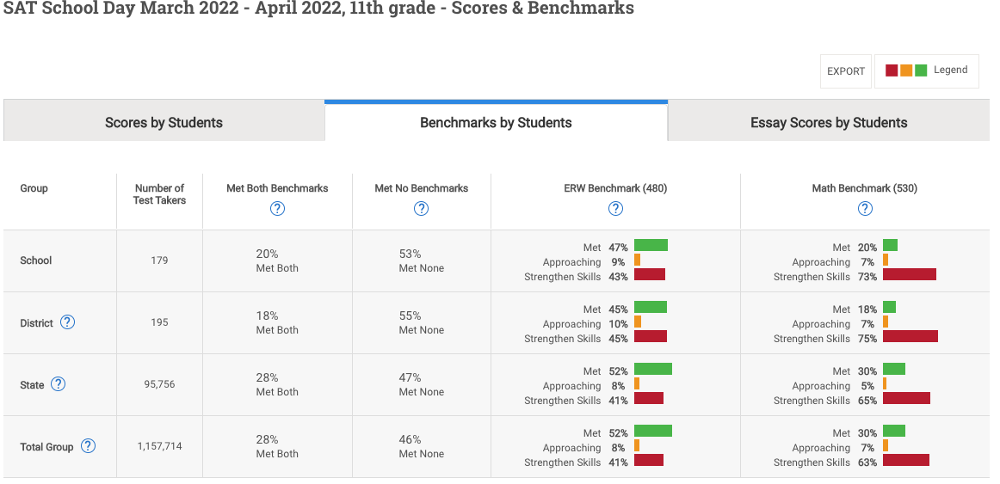 SAT School Day March 2022 - April 2022, 11th grade - Scores & Benchmarks
EXPORT
Legend
Scores by Students
Benchmarks by Students
Essay Scores by Students
Group
Number of
Test Takers
Met Both Benchmarks
?
Met No Benchmarks
?
ERW Benchmark (480)
?
Math Benchmark (530)
?
School
179
20%
Met Both
53%
Met None
Met 47%
Approaching 9%
Strengthen Skills 43%
Met 20%
Approaching 7%
Strengthen Skills 73%
District ?
195
18%
Met Both
55%
Met None
Met 45%
Approaching 10%
Strengthen Skills 45%
Met 18%
Approaching 7%
Strengthen Skills 75%
State ?
95,756
28%
Met Both
47%
Met None
Met 52%
Approaching 8%
Strengthen Skills 41%
Met 30%
Approaching 5%
Strengthen Skills 65%
Total Group ?
1,157,714
28%
Met Both
46%
Met None
Met 52%
Approaching 8%
Strengthen Skills 41%
Met 30%
Approaching 7%
Strengthen Skills 63%